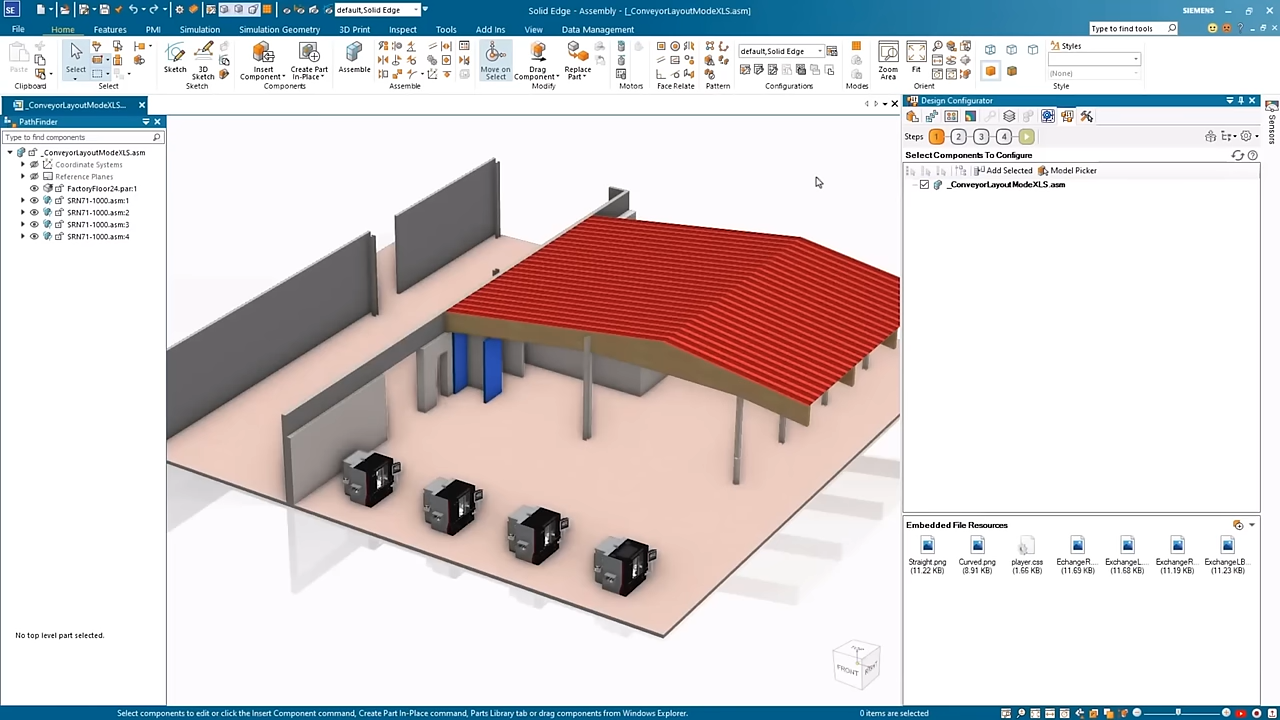 SE
default,Solid Edge
Solid Edge - Assembly - [_ConveyorLayoutModeXLS.asm]
SIEMENS
File
Home
Features
PMI
Simulation
Simulation Geometry
3D Print
Inspect
Tools
Add Ins
View
Data Management
Type to find tools
Paste
Clipboard
Select
Select
Sketch
3D Sketch
Sketch
Insert Component
Create Part In-Place
Components
Assemble
Assemble
Move on Select
Drag Component
Replace Part
Modify
Motors
Face Relate
Pattern
default,Solid Edge
Configurations
Modes
Zoom Area
Fit
Orient
Styles
(None)
Style
_ConveyorLayoutModeXLS...
PathFinder
Type to find components
_ConveyorLayoutModeXLS.asm
Coordinate Systems
Reference Planes
FactoryFloor24.par:1
SRN71-1000.asm:1
SRN71-1000.asm:2
SRN71-1000.asm:3
SRN71-1000.asm:4
No top level part selected.
FRONT
Design Configurator
Steps 1 2 3 4
Select Components To Configure
Add Selected
Model Picker
_ConveyorLayoutModeXLS.asm
Embedded File Resources
Straight.png (11.22 KB)
Curved.png (8.91 KB)
player.css (1.66 KB)
EchangeR... (11.69 KB)
ExchangeL... (11.68 KB)
ExchangeR... (11.19 KB)
ExchangeLB... (11.23 KB)
Sensors
Select components to edit or click the Insert Component command, Create Part In-Place command, Parts Library tab or drag components from Windows Explorer.
0 items are selected